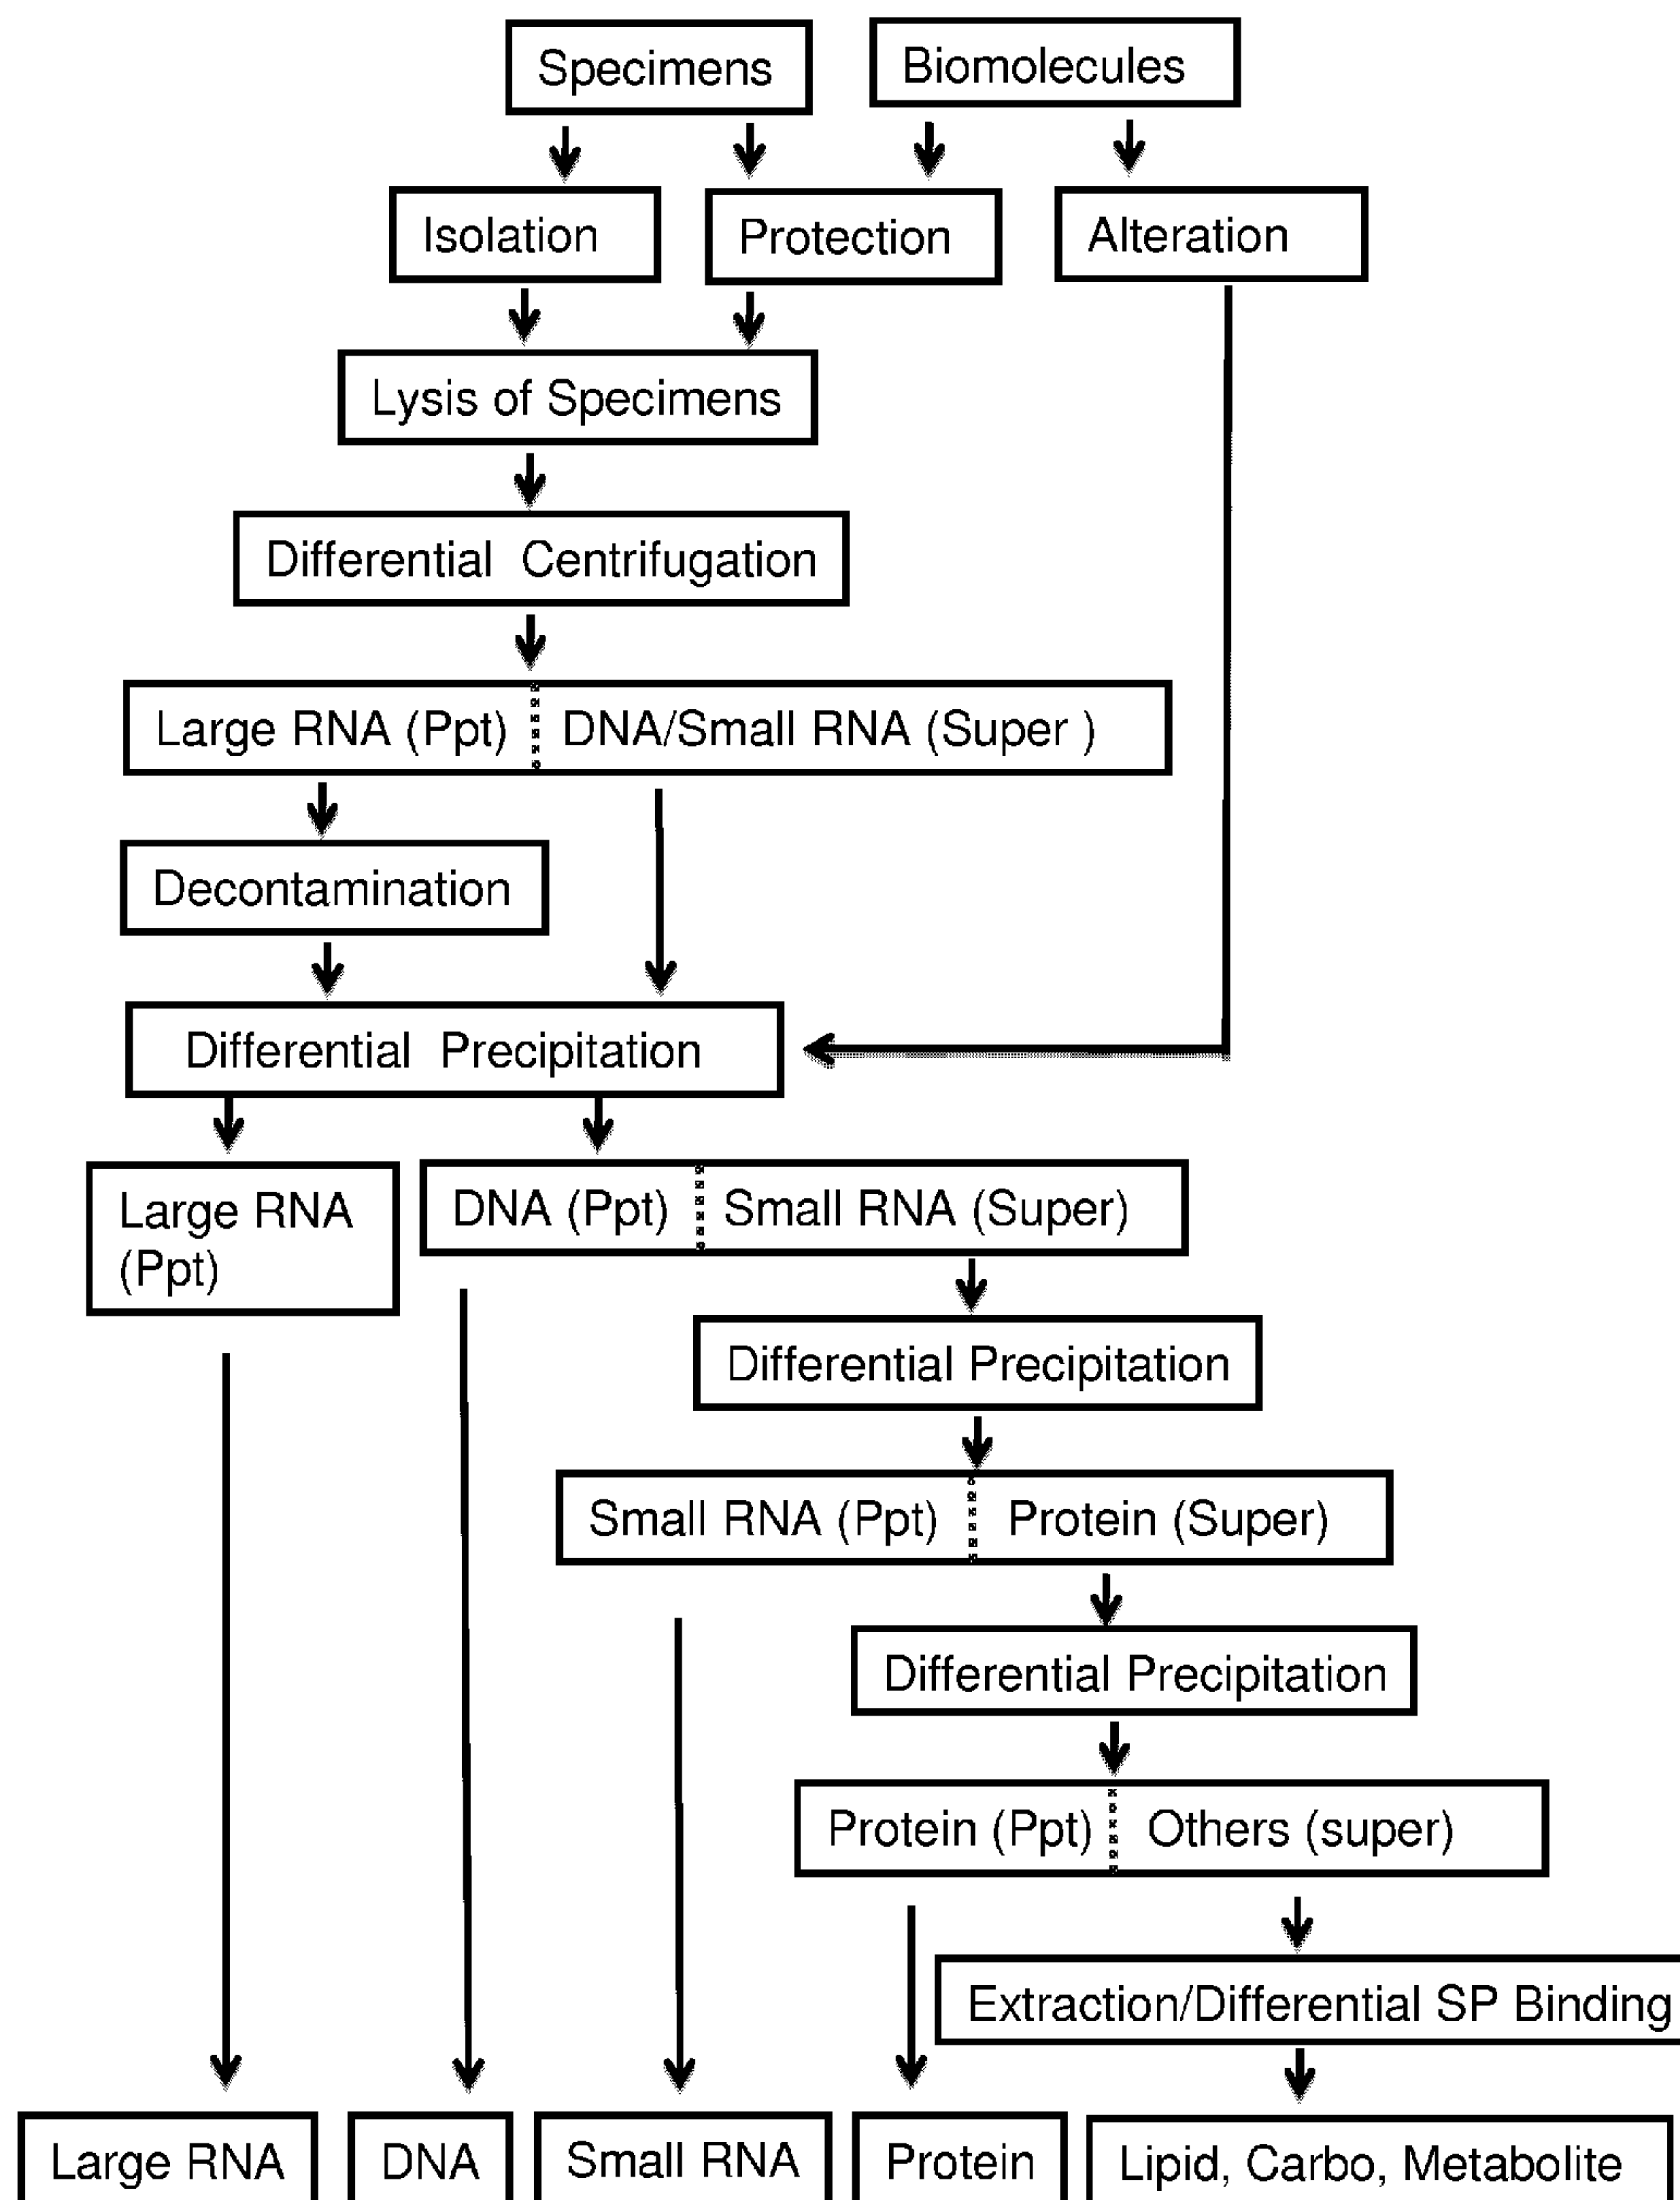 Specimens
Biomolecules
Isolation
Protection
Alteration
Lysis of Specimens
Differential Centrifugation
Large RNA (Ppt)
DNA/Small RNA (Super )
Decontamination
Differential Precipitation
Large RNA
(Ppt)
DNA (Ppt)
Small RNA (Super)
Differential Precipitation
Small RNA (Ppt)
Protein (Super)
Differential Precipitation
Protein (Ppt)
Others (super)
Extraction/Differential SP Binding
Large RNA
DNA
Small RNA
Protein
Lipid, Carbo, Metabolite